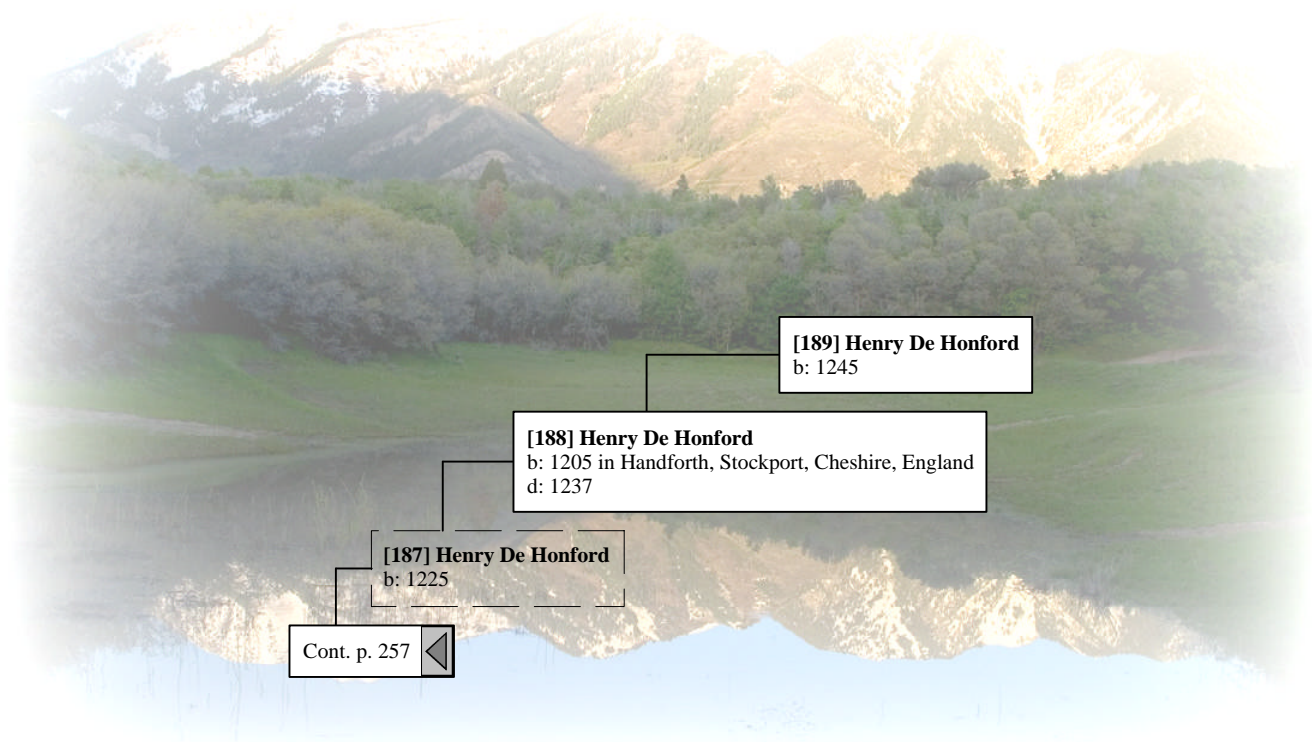 [189] Henry De Honford
b: 1245
[188] Henry De Honford
b: 1205 in Handforth, Stockport, Cheshire, England
d: 1237
[187] Henry De Honford
b: 1225
Cont. p. 257